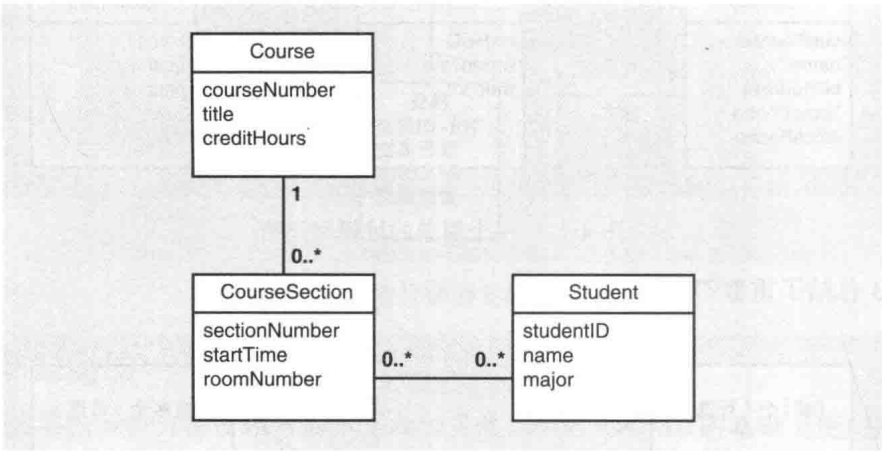 Course
courseNumber
title
creditHours
1
0..*
CourseSection
sectionNumber
startTime
roomNumber
0..*
0..*
Student
studentID
name
major